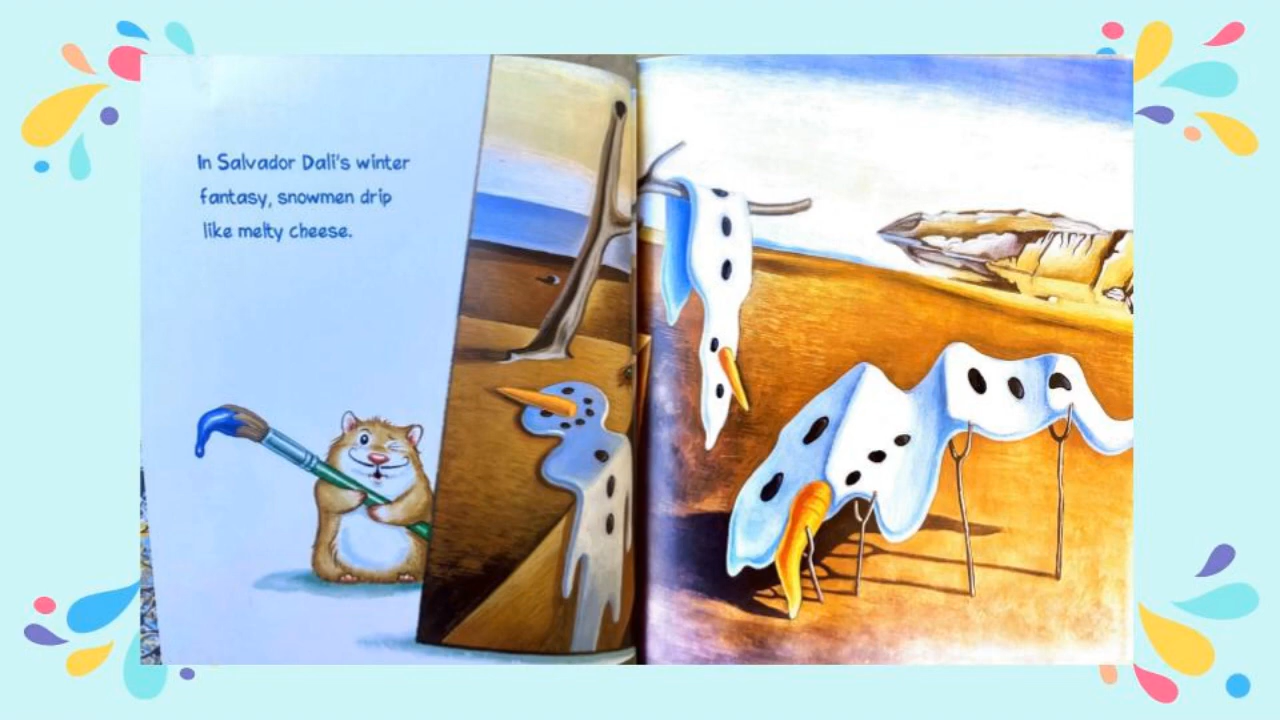 In Salvador Dali's winter
fantasy, snowmen drip
like melty cheese.